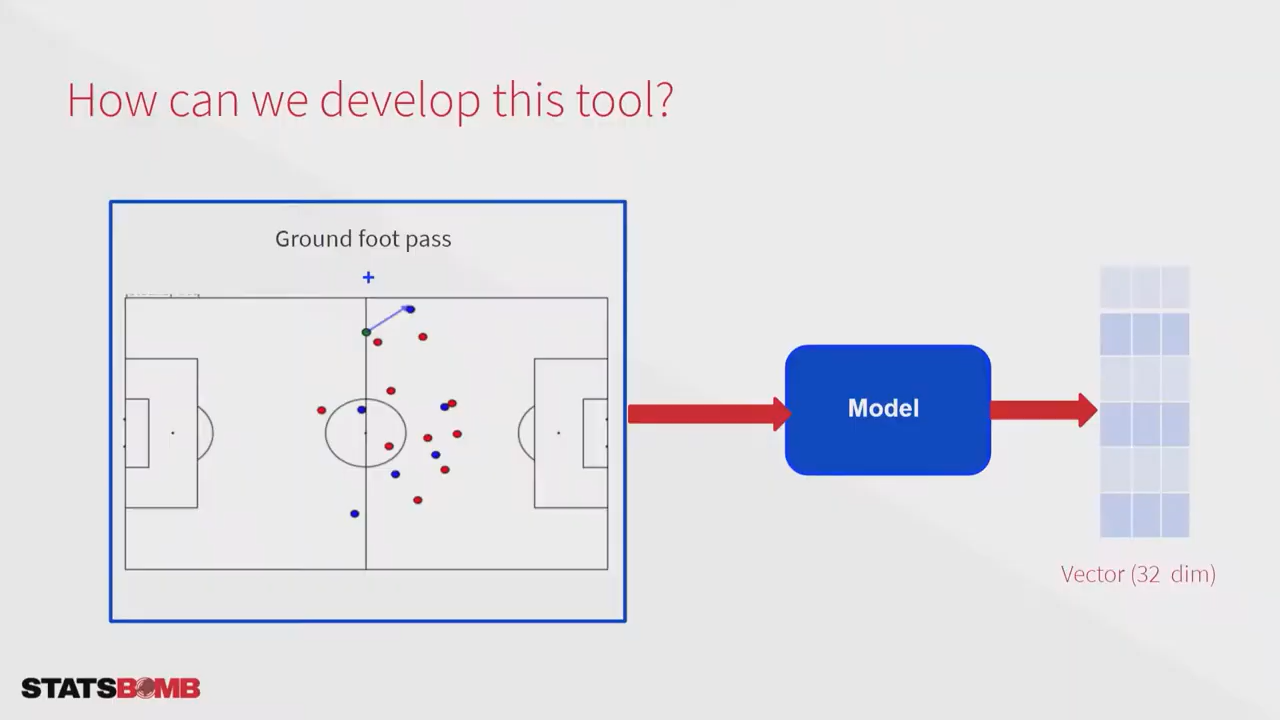 How can we develop this tool?
Ground foot pass
+
Model
Vector (32 dim)
STATSBOMB